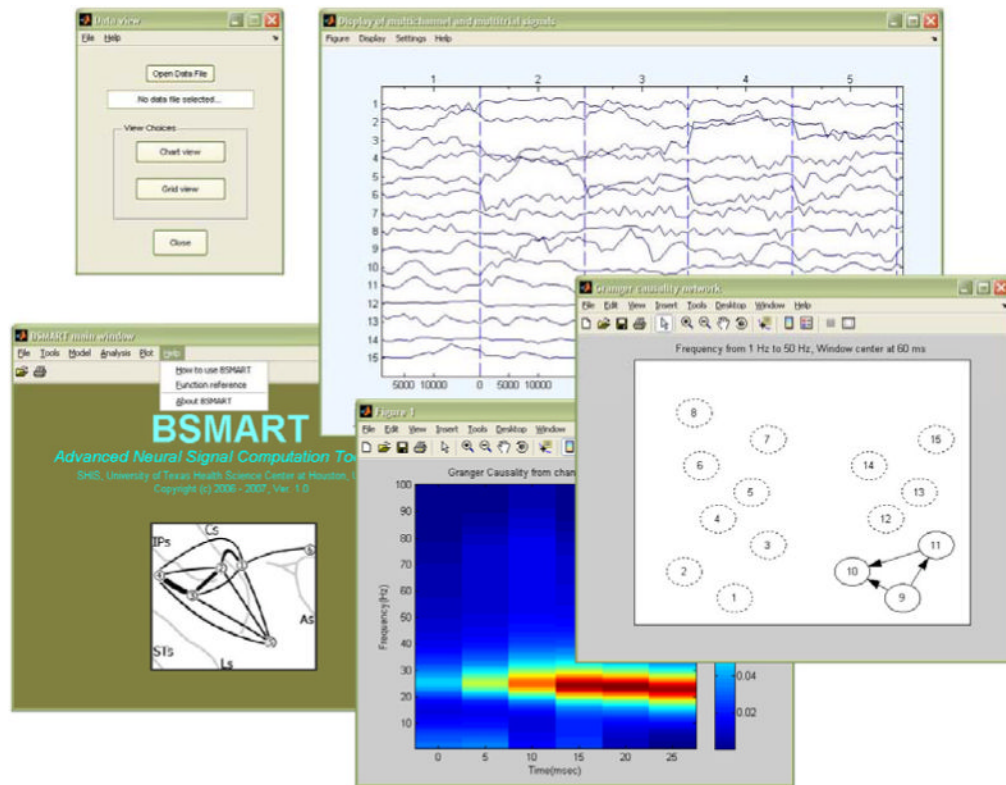 Data view
File Help
Open Data File
No data file selected...
View Choices
Chart view
Grid view
Close
Display of multichannel and multitrial signals
Figure Display Settings Help
1 2 3 4 5
1
2
3
4
5
6
7
8
9
10
11
12
13
14
15
5000 10000 0 5000 10000
BSMART main window
File Tools Model Analysis Plot Help
How to use BSMART
Function reference
About BSMART
BSMART
Advanced Neural Signal Computation
SHIS, University of Texas Health Science Center at Houston,
Copyright (c) 2006 - 2007, Ver. 1.0
Cs
IPs
As
STs
Ls
Figure 1
File Edit View Insert Tools Desktop Window
Granger Causality from
100
90
80
70
60
50
40
30
20
10
Frequency(Hz)
0 5 10 15 20 25
Time(msec)
0.04
0.02
Granger causality network
File Edit View Insert Tools Desktop Window Help
Frequency from 1 Hz to 50 Hz, Window center at 60 ms
8
7
15
6
14
5
13
4
12
3
11
2
10
1
9